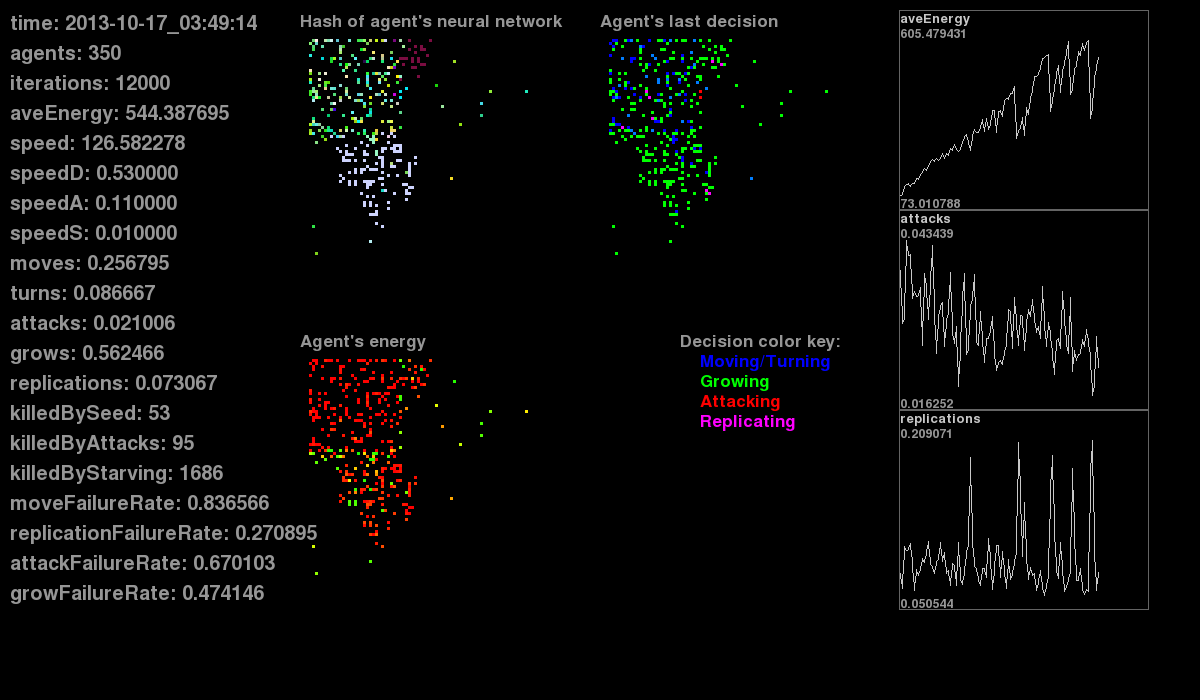 time: 2013-10-17_03:49:14
agents: 350
iterations: 12000
aveEnergy: 544.387695
speed: 126.582278
speedD: 0.530000
speedA: 0.110000
speedS: 0.010000
moves: 0.256795
turns: 0.086667
attacks: 0.021006
grows: 0.562466
replications: 0.073067
killedBySeed: 53
killedByAttacks: 95
killedByStarving: 1686
moveFailureRate: 0.836566
replicationFailureRate: 0.270895
attackFailureRate: 0.670103
growFailureRate: 0.474146
Hash of agent's neural network
Agent's last decision
Agent's energy
Decision color key:
Moving/Turning
Growing
Attacking
Replicating
aveEnergy
605.479431
73.010788
attacks
0.043439
0.016252
replications
0.209071
0.050544